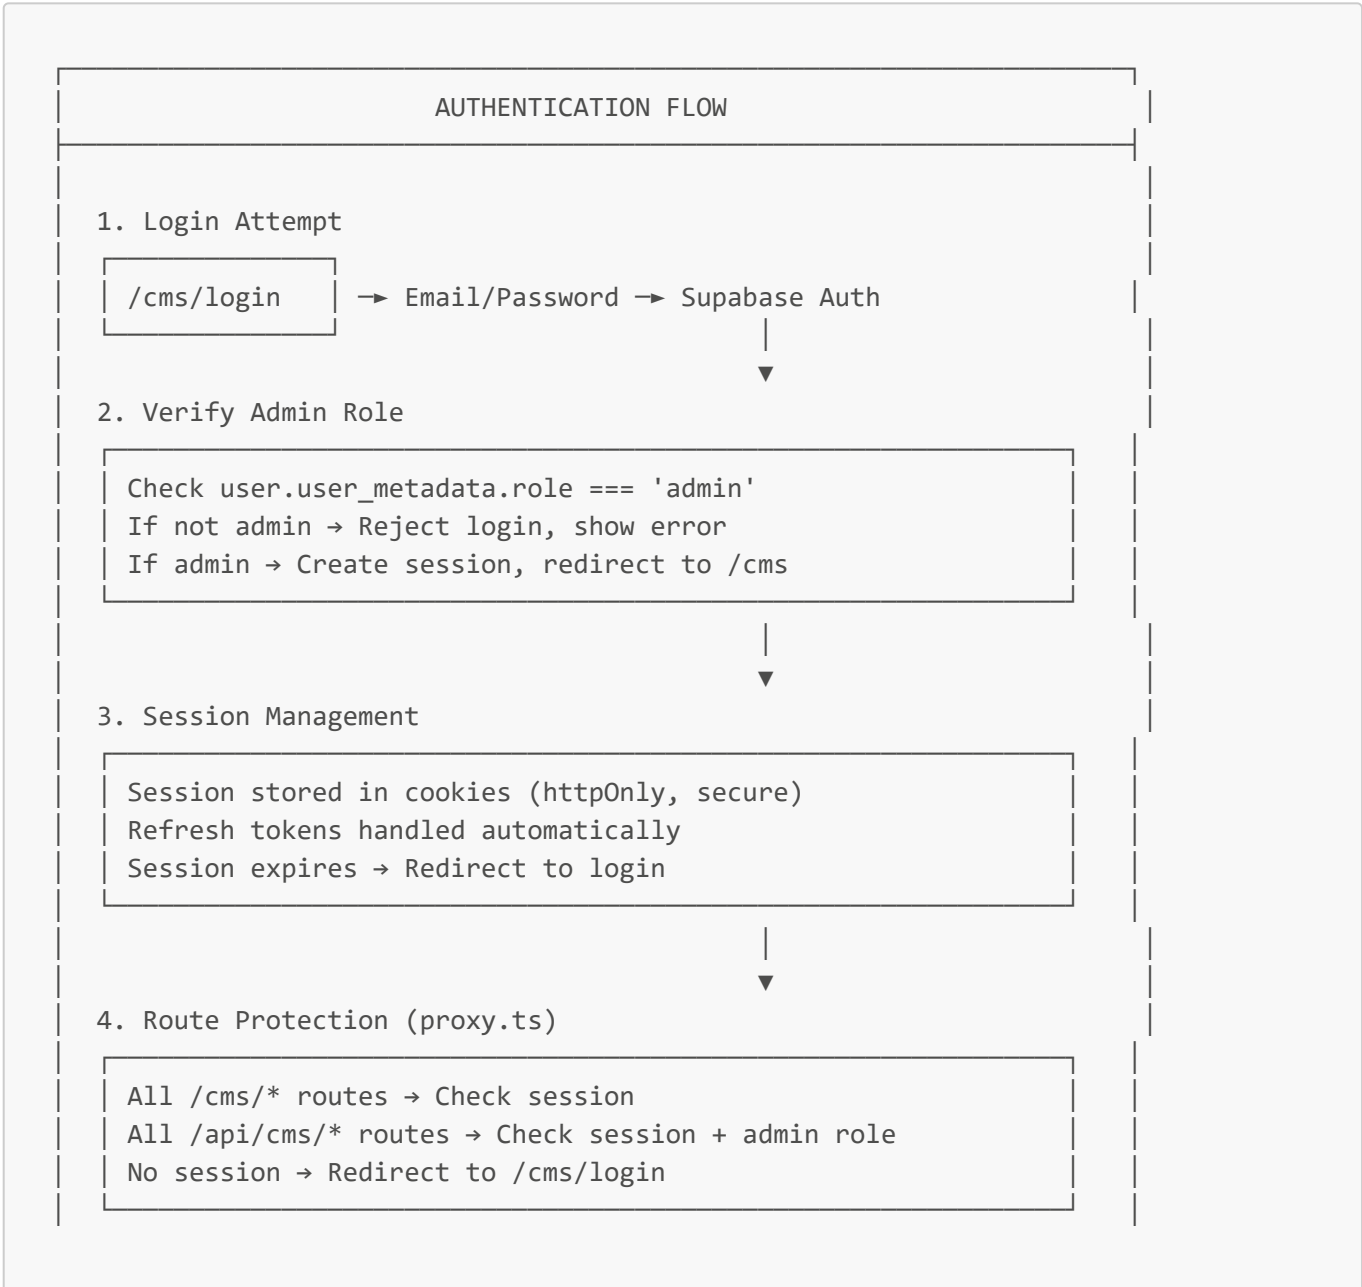 AUTHENTICATION FLOW
1. Login Attempt
/cms/login → Email/Password → Supabase Auth
▼
2. Verify Admin Role
Check user.user_metadata.role === 'admin'
If not admin → Reject login, show error
If admin → Create session, redirect to /cms
▼
3. Session Management
Session stored in cookies (httpOnly, secure)
Refresh tokens handled automatically
Session expires → Redirect to login
▼
4. Route Protection (proxy.ts)
All /cms/* routes → Check session
All /api/cms/* routes → Check session + admin role
No session → Redirect to /cms/login